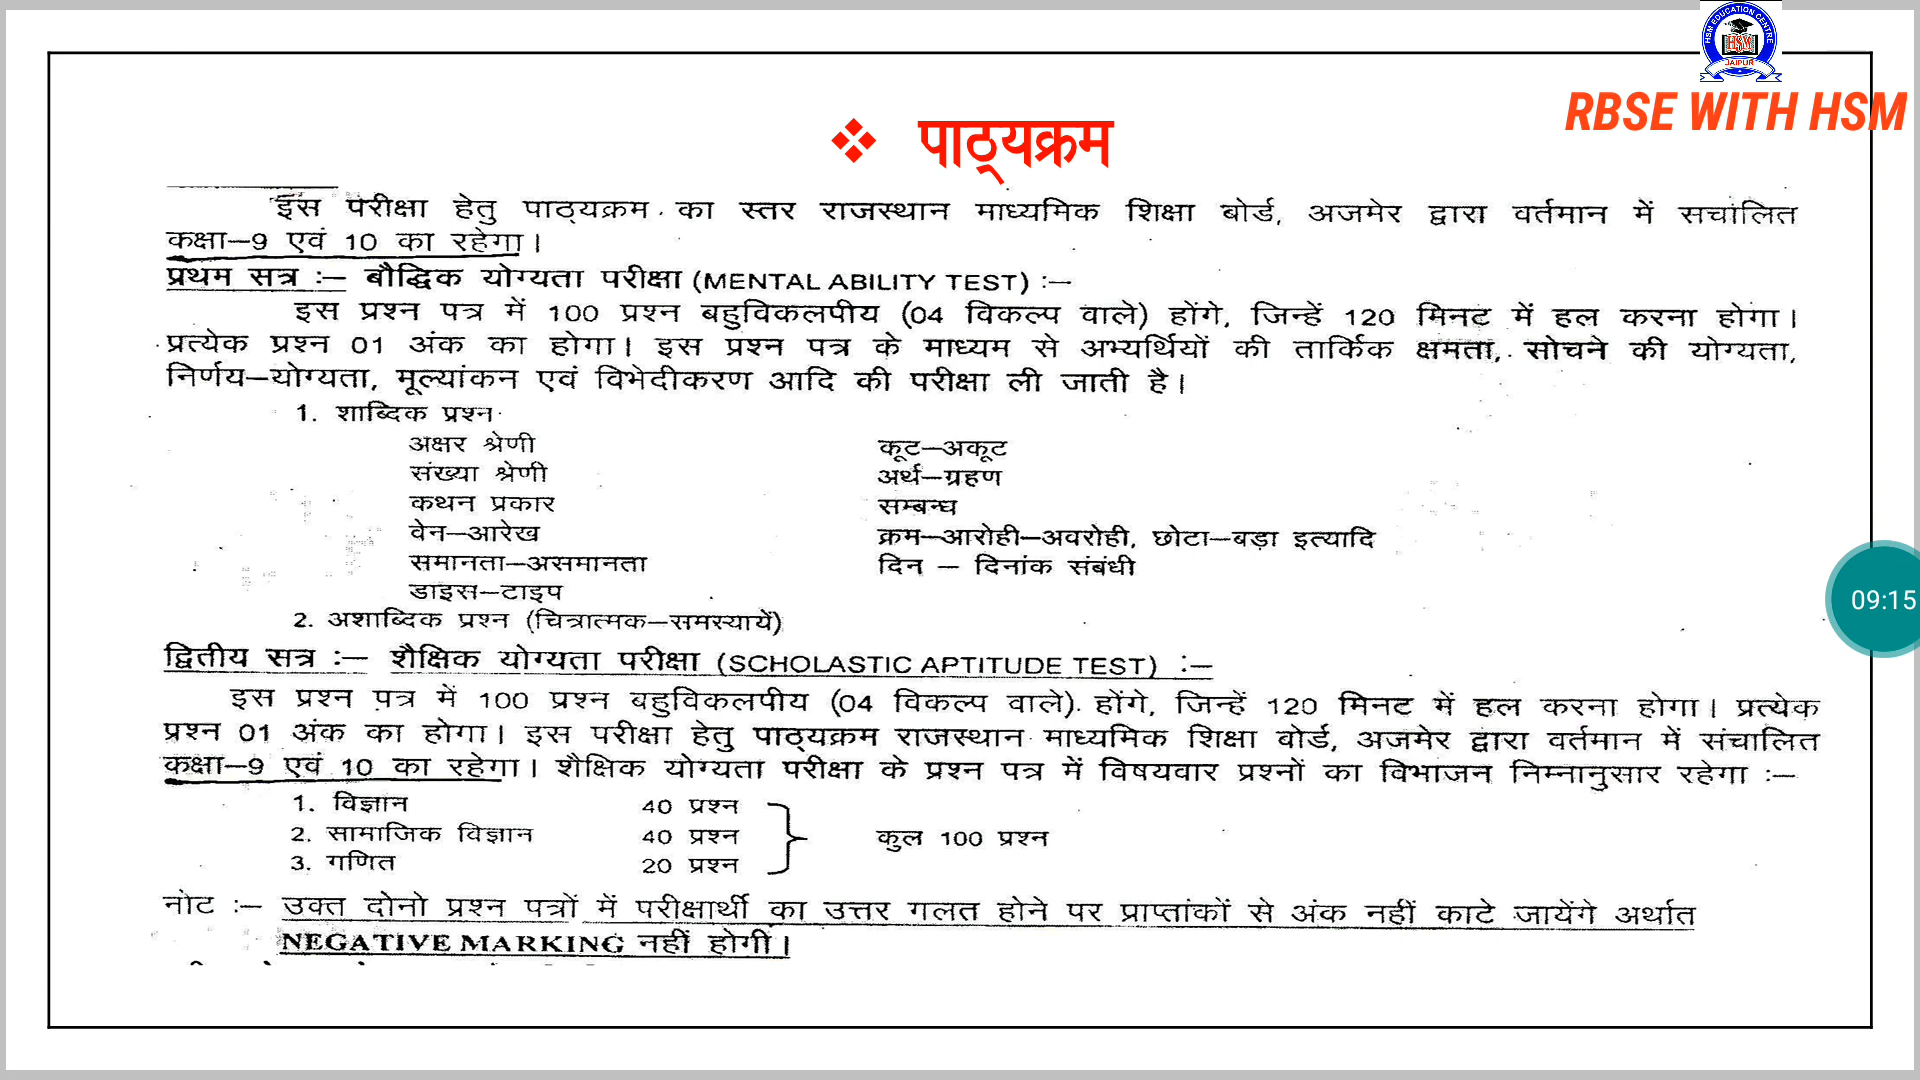 HSM EDUCATION CENTRE
HSM
JAIPUR
RBSE WITH HSM
❖ पाठ्यक्रम
इस परीक्षा हेतु पाठ्यक्रम का स्तर राजस्थान माध्यमिक शिक्षा बोर्ड, अजमेर द्वारा वर्तमान में संचालित
कक्षा–9 एवं 10 का रहेगा।
प्रथम सत्र :– बौद्धिक योग्यता परीक्षा (MENTAL ABILITY TEST) :–
इस प्रश्न पत्र में 100 प्रश्न बहुविकलपीय (04 विकल्प वाले) होंगे, जिन्हें 120 मिनट में हल करना होगा।
प्रत्येक प्रश्न 01 अंक का होगा। इस प्रश्न पत्र के माध्यम से अभ्यर्थियों की तार्किक क्षमता, सोचने की योग्यता,
निर्णय–योग्यता, मूल्यांकन एवं विभेदीकरण आदि की परीक्षा ली जाती है।
1. शाब्दिक प्रश्न
अक्षर श्रेणी कूट–अकूट
संख्या श्रेणी अर्थ–ग्रहण
कथन प्रकार सम्बन्ध
वेन–आरेख क्रम–आरोही–अवरोही, छोटा–बड़ा इत्यादि
समानता–असमानता दिन – दिनांक संबंधी
डाइस–टाइप
2. अशाब्दिक प्रश्न (चित्रात्मक–समस्यायें)
द्वितीय सत्र :– शैक्षिक योग्यता परीक्षा (SCHOLASTIC APTITUDE TEST) :–
इस प्रश्न पत्र में 100 प्रश्न बहुविकलपीय (04 विकल्प वाले) होंगे, जिन्हें 120 मिनट में हल करना होगा। प्रत्येक
प्रश्न 01 अंक का होगा। इस परीक्षा हेतु पाठ्यक्रम राजस्थान माध्यमिक शिक्षा बोर्ड, अजमेर द्वारा वर्तमान में संचालित
कक्षा–9 एवं 10 का रहेगा। शैक्षिक योग्यता परीक्षा के प्रश्न पत्र में विषयवार प्रश्नों का विभाजन निम्नानुसार रहेगा :–
1. विज्ञान 40 प्रश्न
2. सामाजिक विज्ञान 40 प्रश्न कुल 100 प्रश्न
3. गणित 20 प्रश्न
नोट :– उक्त दोनो प्रश्न पत्रों में परीक्षार्थी का उत्तर गलत होने पर प्राप्तांकों से अंक नहीं काटे जायेंगे अर्थात
NEGATIVE MARKING नहीं होगी।
09:15